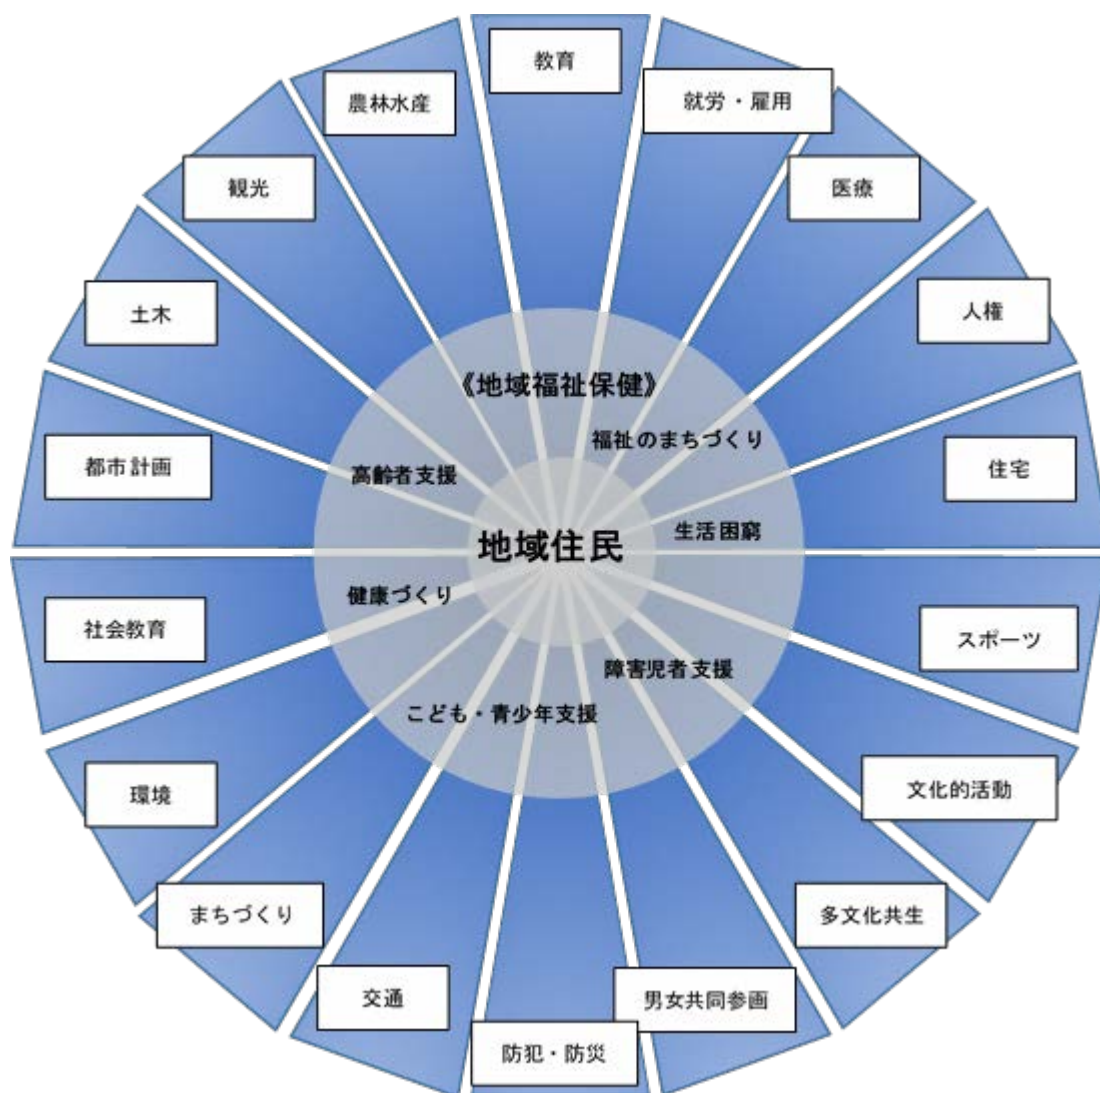 教育
就労・雇用
農林水産
医療
観光
人権
土木
《地域福祉保健》
福祉のまちづくり
都市計画
高齢者支援
住宅
生活困窮
地域住民
健康づくり
社会教育
スポーツ
障害児者支援
こども・青少年支援
環境
文化的活動
まちづくり
多文化共生
交通
男女共同参画
防犯・防災